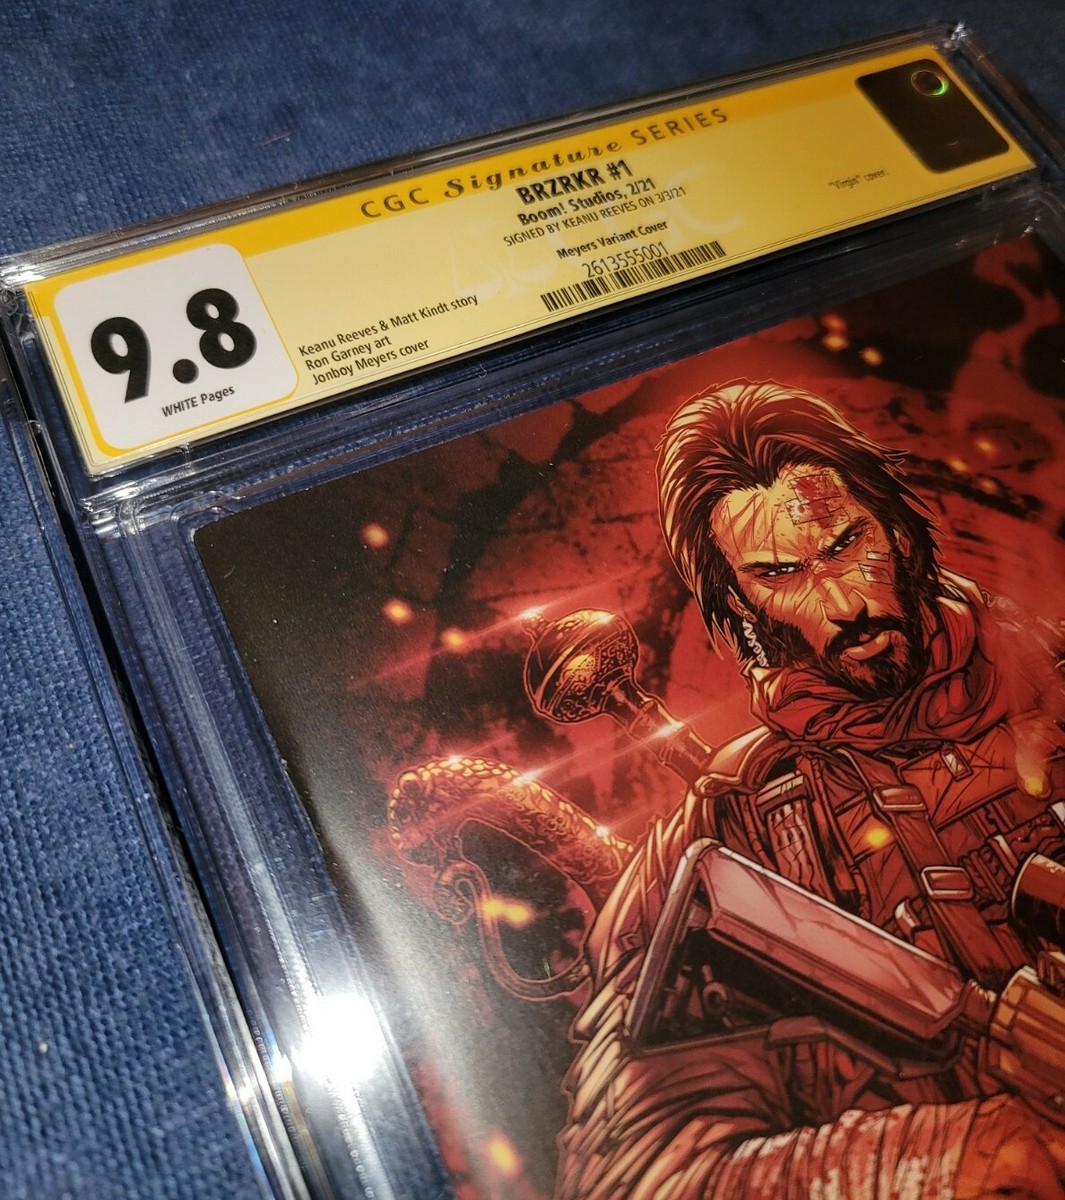 CGC Signature SERIES
BRZRKR #1
Boom! Studios, 2/21
SIGNED BY KEANU REEVES ON 3/3/21
Meyers Variant Cover
2613555001
"Virgin" cover.
9.8
WHITE Pages
Keanu Reeves & Matt Kindt story
Ron Garney art
Jonboy Meyers cover